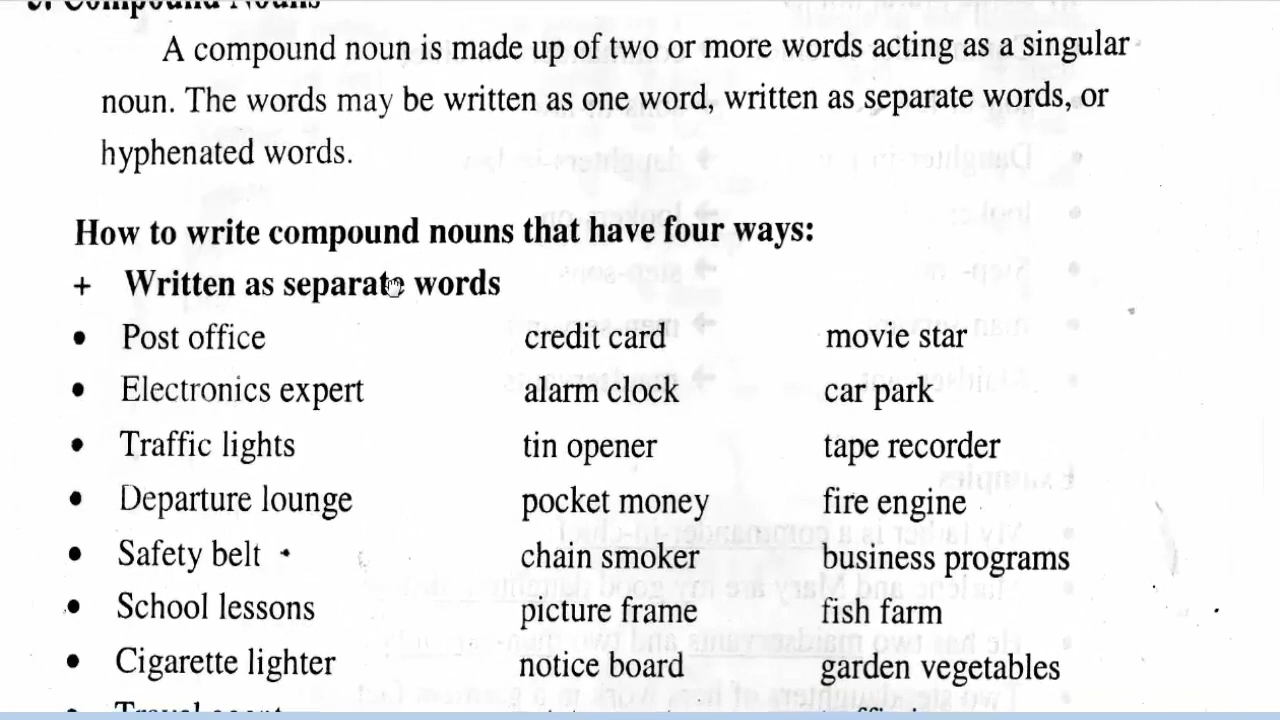 Compound Nouns
A compound noun is made up of two or more words acting as a singular
noun. The words may be written as one word, written as separate words, or
hyphenated words.
How to write compound nouns that have four ways:
+ Written as separate words
• Post office credit card movie star
• Electronics expert alarm clock car park
• Traffic lights tin opener tape recorder
• Departure lounge pocket money fire engine
• Safety belt chain smoker business programs
• School lessons picture frame fish farm
• Cigarette lighter notice board garden vegetables